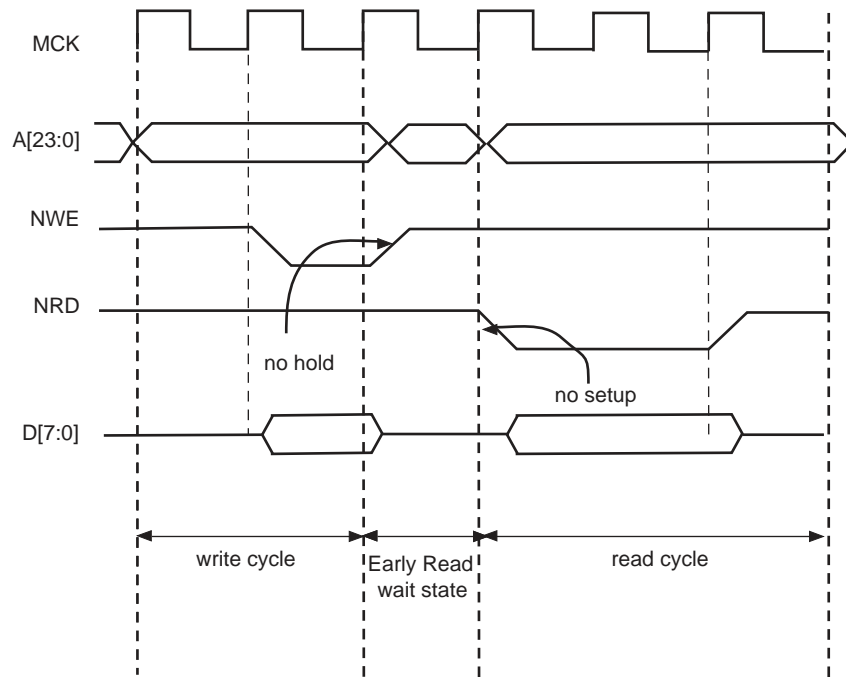 MCK
A[23:0]
NWE
NRD
no hold
no setup
D[7:0]
write cycle
Early Read
wait state
read cycle